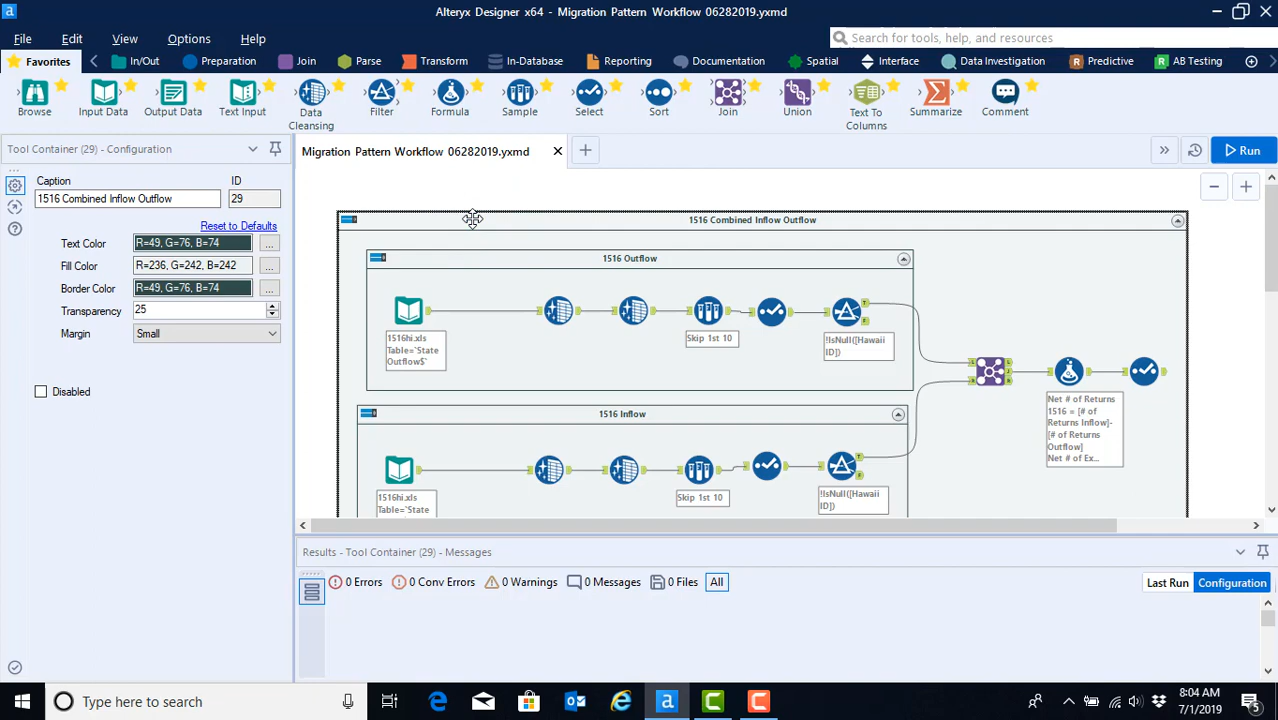 Alteryx Designer x64 - Migration Pattern Workflow 06282019.yxmd
File Edit View Options Help
Search for tools, help, and resources
Favorites In/Out Preparation Join Parse Transform In-Database Reporting Documentation Spatial Interface Data Investigation Predictive AB Testing
Browse Input Data Output Data Text Input Data Cleansing Filter Formula Sample Select Sort Join Union Text To Columns Summarize Comment
Tool Container (29) - Configuration
Migration Pattern Workflow 06282019.yxmd
Run
Caption ID
1516 Combined Inflow Outflow 29
Reset to Defaults
Text Color R=49, G=76, B=74 ...
Fill Color R=236, G=242, B=242 ...
Border Color R=49, G=76, B=74 ...
Transparency 25
Margin Small
Disabled
1516 Combined Inflow Outflow
1516 Outflow
1516hi.xls
Table=`State
Outflow$`
Skip 1st 10
!IsNull([Hawaii
ID])
1516 Inflow
1516hi.xls
Table=`State
Skip 1st 10
!IsNull([Hawaii
ID])
Net # of Returns
1516 = [# of
Returns Inflow]-
[# of Returns
Outflow]
Net # of Ex...
Results - Tool Container (29) - Messages
0 Errors 0 Conv Errors 0 Warnings 0 Messages 0 Files All
Last Run Configuration
Type here to search
8:04 AM
7/1/2019
5